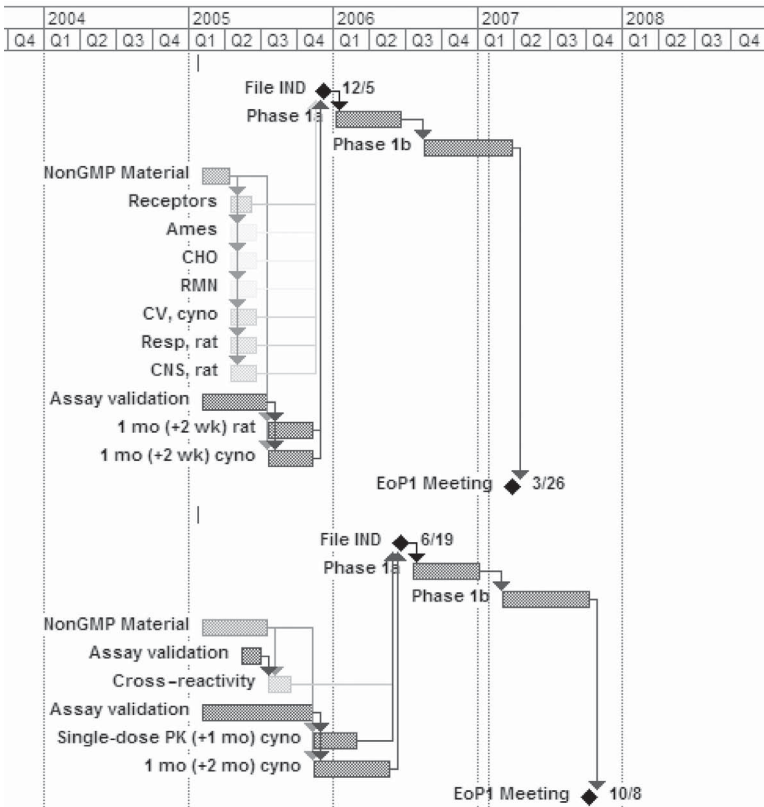 2004 2005 2006 2007 2008
Q4 Q1 Q2 Q3 Q4 Q1 Q2 Q3 Q4 Q1 Q2 Q3 Q4 Q1 Q2 Q3 Q4 Q1 Q2 Q3 Q4
File IND 12/5
Phase 1a
Phase 1b
NonGMP Material
Receptors
Ames
CHO
RMN
CV, cyno
Resp, rat
CNS, rat
Assay validation
1 mo (+2 wk) rat
1 mo (+2 wk) cyno
EoP1 Meeting 3/26
File IND 6/19
Phase 1a
Phase 1b
NonGMP Material
Assay validation
Cross-reactivity
Assay validation
Single-dose PK (+1 mo) cyno
1 mo (+2 mo) cyno
EoP1 Meeting 10/8